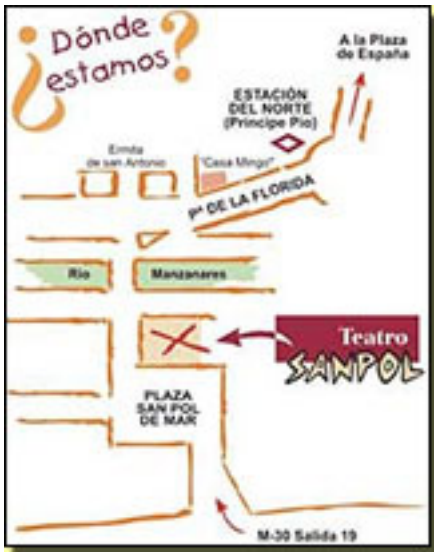 ¿Dónde
estamos?
A la Plaza
de España
ESTACIÓN
DEL NORTE
(Príncipe Pío)
Ermita
de san Antonio
"Casa Mingo"
Pº DE LA FLORIDA
Río
Manzanares
Teatro
SANPOL
PLAZA
SAN POL
DE MAR
M-30 Salida 19